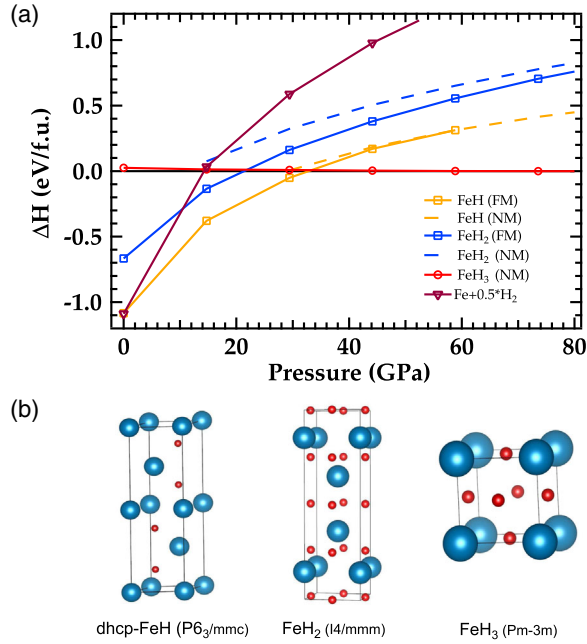 (a)
1.0
0.5
0.0
-0.5
-1.0
ΔH (eV/f.u.)
FeH (FM)
FeH (NM)
FeH₂ (FM)
FeH₂ (NM)
FeH₃ (NM)
Fe+0.5*H₂
0 20 40 60 80
Pressure (GPa)
(b)
dhcp-FeH (P6₃/mmc) FeH₂ (I4/mmm) FeH₃ (Pm-3m)